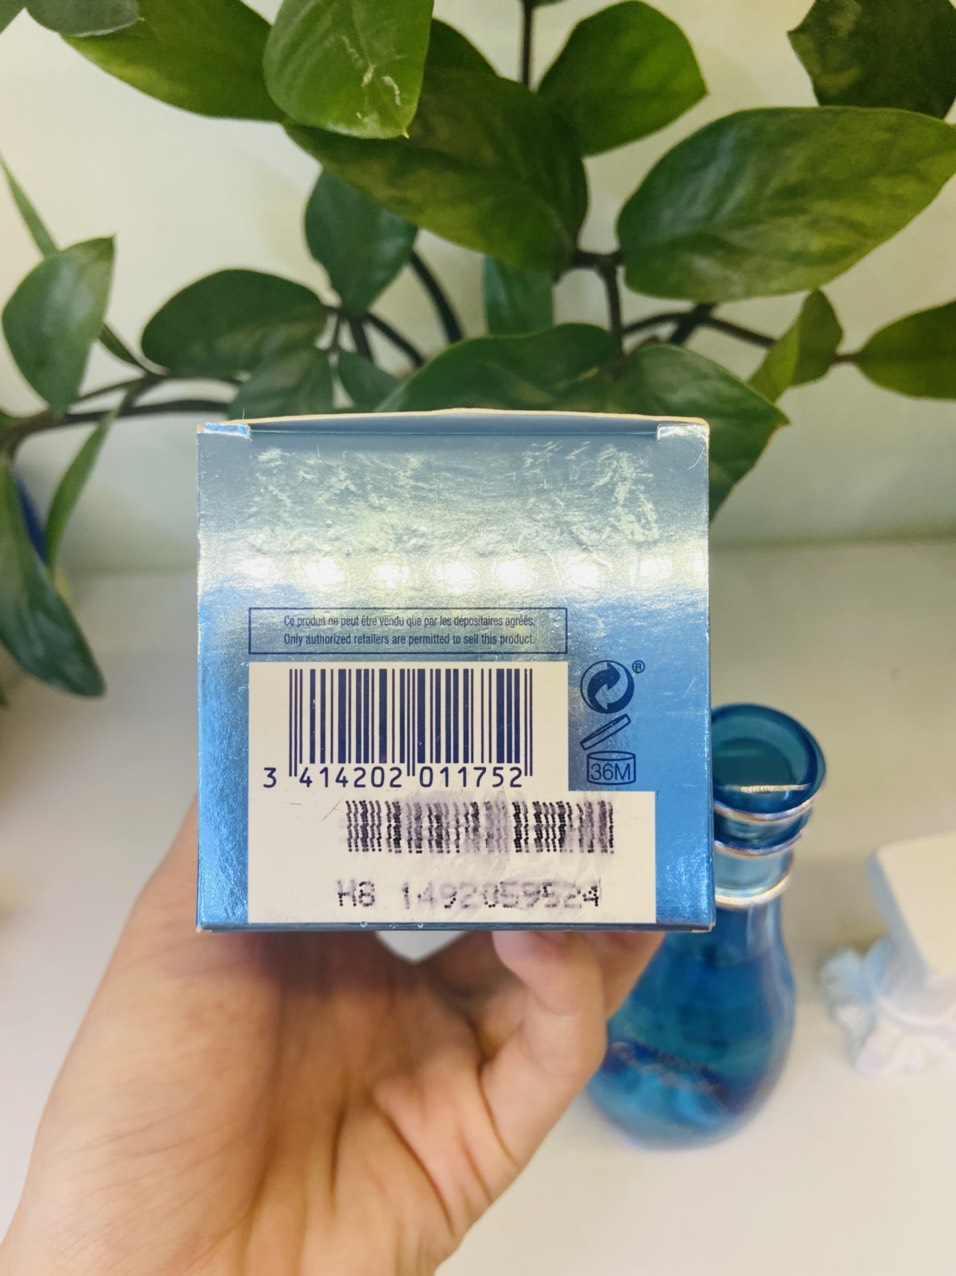 Ce produit ne peut être vendu que par les dépositaires agréés.
Only authorized retailers are permitted to sell this product.
®
3 414202 011752
36M
H8 1492059524